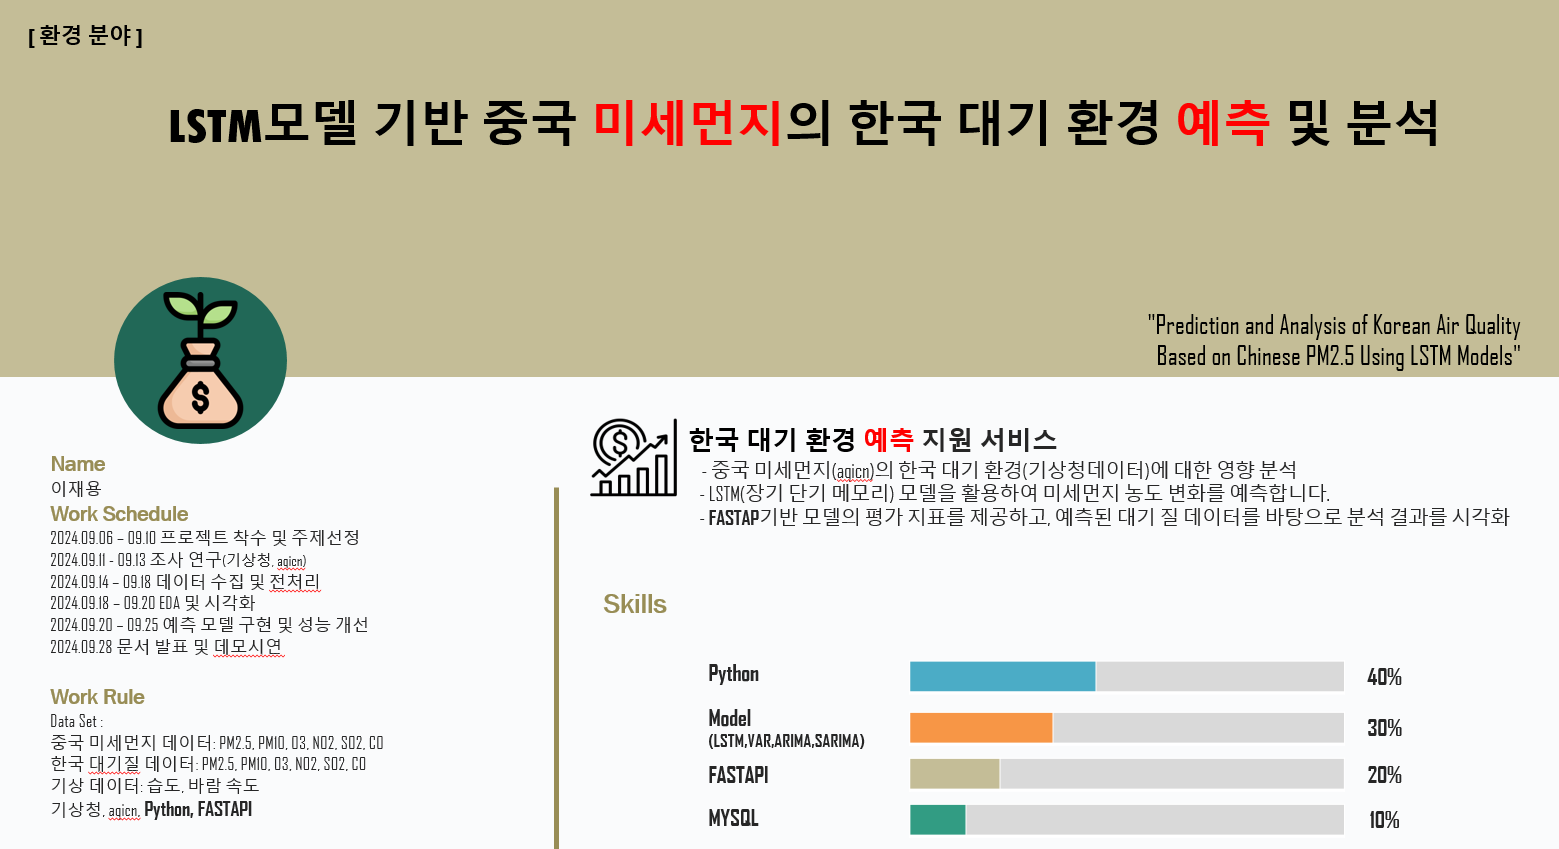 [ 환경 분야 ]
LSTM모델 기반 중국 미세먼지의 한국 대기 환경 예측 및 분석
"Prediction and Analysis of Korean Air Quality
Based on Chinese PM2.5 Using LSTM Models"
Name
이재용
Work Schedule
2024.09.06 – 09.10 프로젝트 착수 및 주제선정
2024.09.11 - 09.13 조사 연구(기상청, aqicn)
2024.09.14 – 09.18 데이터 수집 및 전처리
2024.09.18 – 09.20 EDA 및 시각화
2024.09.20 – 09.25 예측 모델 구현 및 성능 개선
2024.09.28 문서 발표 및 데모시연
Work Rule
Data Set :
중국 미세먼지 데이터: PM2.5, PM10, O3, NO2, SO2, CO
한국 대기질 데이터: PM2.5, PM10, O3, NO2, SO2, CO
기상 데이터: 습도, 바람 속도
기상청, aqicn, Python, FASTAPI
한국 대기 환경 예측 지원 서비스
- 중국 미세먼지(aqicn)의 한국 대기 환경(기상청데이터)에 대한 영향 분석
- LSTM(장기 단기 메모리) 모델을 활용하여 미세먼지 농도 변화를 예측합니다.
- FASTAP기반 모델의 평가 지표를 제공하고, 예측된 대기 질 데이터를 바탕으로 분석 결과를 시각화
Skills
Python 40%
Model 30%
(LSTM,VAR,ARIMA,SARIMA)
FASTAPI 20%
MYSQL 10%